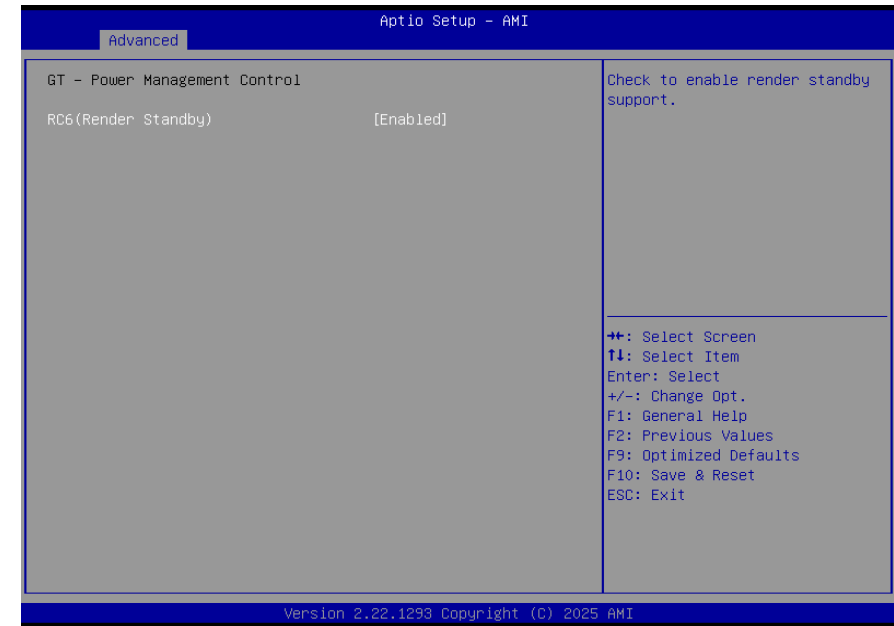 Aptio Setup – AMI
Advanced
GT – Power Management Control
RC6(Render Standby) [Enabled]
Check to enable render standby
support.
→←: Select Screen
↑↓: Select Item
Enter: Select
+/-: Change Opt.
F1: General Help
F2: Previous Values
F9: Optimized Defaults
F10: Save & Reset
ESC: Exit
Version 2.22.1293 Copyright (C) 2025 AMI